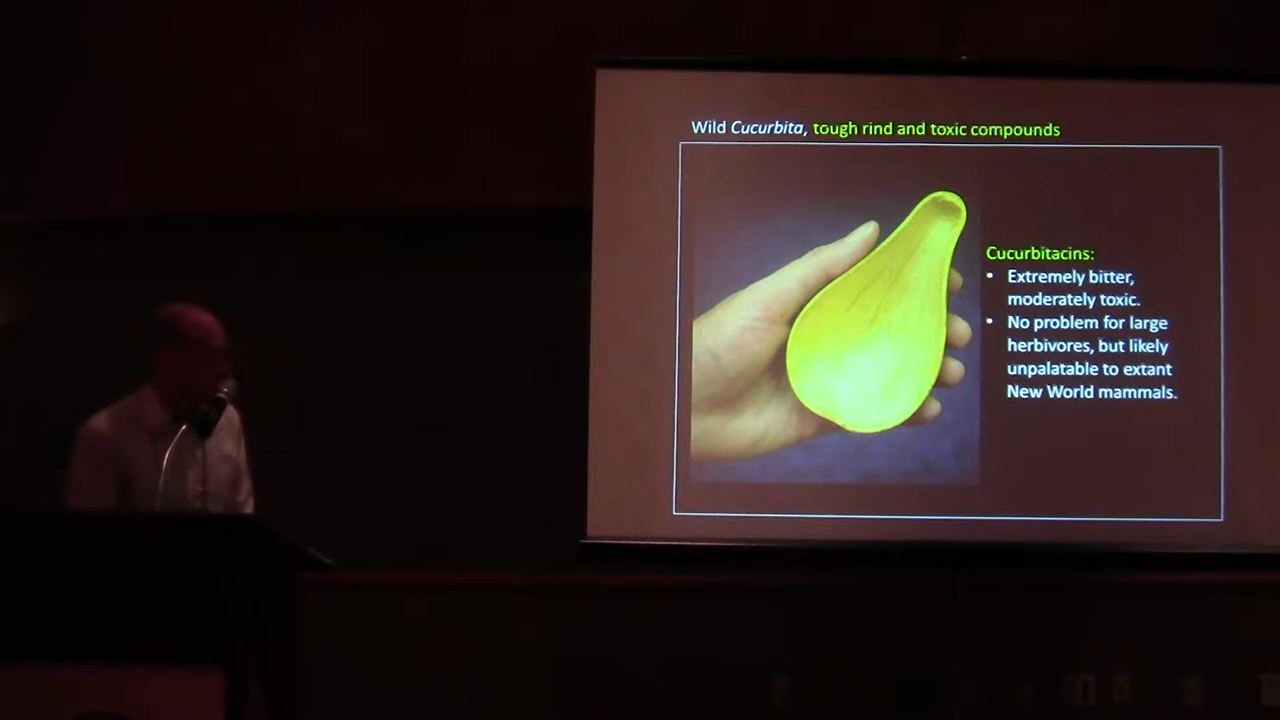 Wild Cucurbita, tough rind and toxic compounds
Cucurbitacins:
• Extremely bitter,
moderately toxic.
• No problem for large
herbivores, but likely
unpalatable to extant
New World mammals.